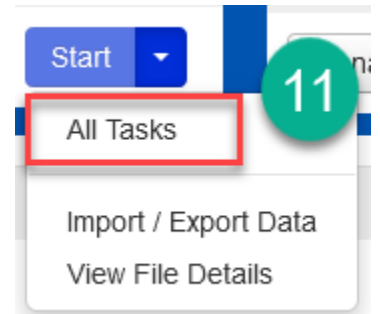 Start
11
All Tasks
Import / Export Data
View File Details